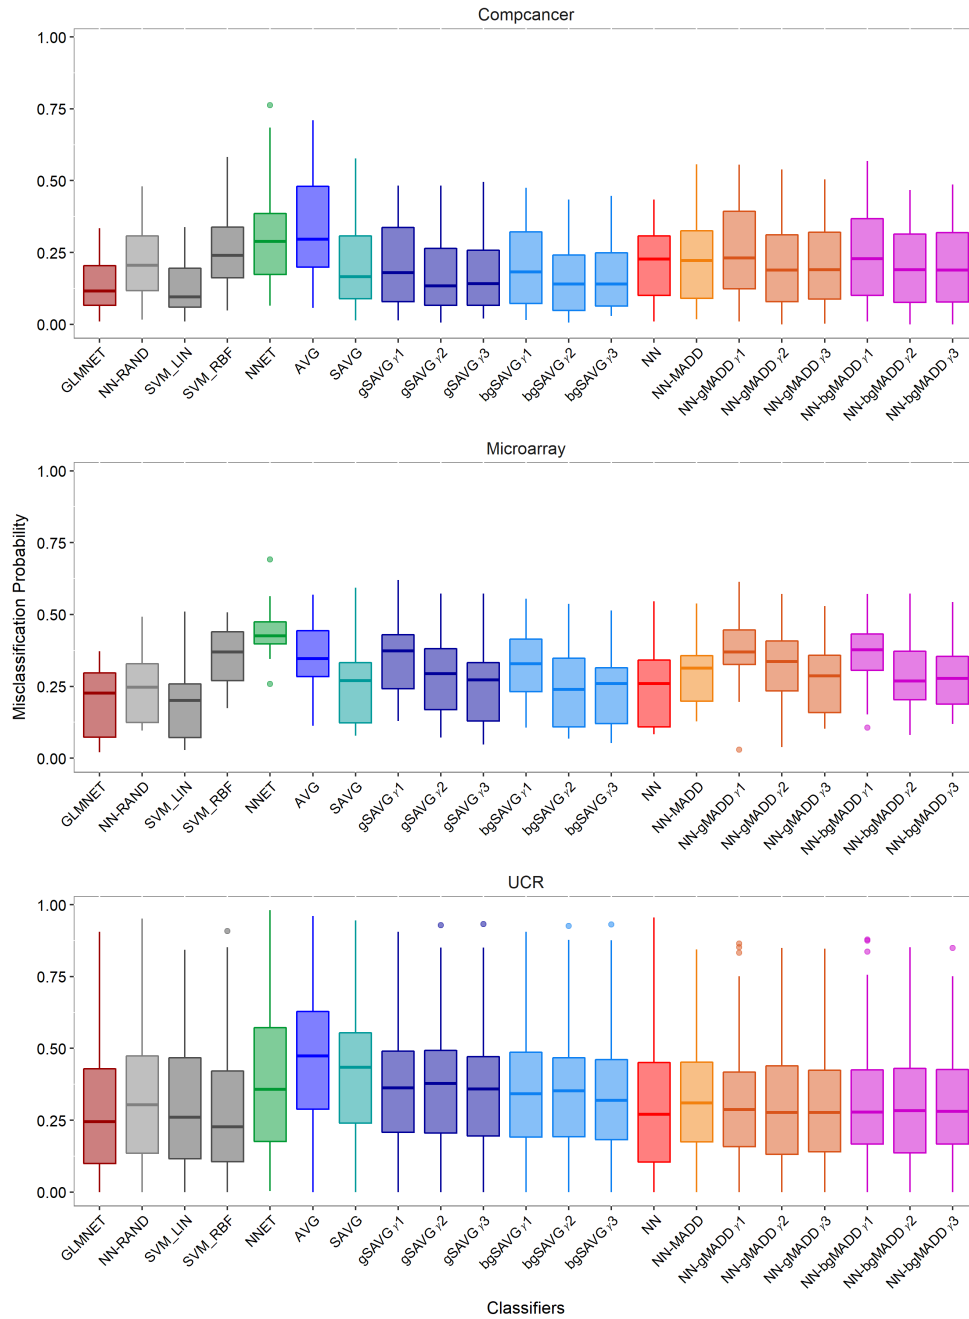 Compcancer
1.00
0.75
0.50
0.25
0.00
GLMNET
NN-RAND
SVM_LIN
SVM_RBF
NNET
AVG
SAVG
gSAVG γ1
gSAVG γ2
gSAVG γ3
bgSAVG γ1
bgSAVG γ2
bgSAVG γ3
NN
NN-MADD
NN-gMADD γ1
NN-gMADD γ2
NN-gMADD γ3
NN-bgMADD γ1
NN-bgMADD γ2
NN-bgMADD γ3
Microarray
Misclassification Probability
1.00
0.75
0.50
0.25
0.00
GLMNET
NN-RAND
SVM_LIN
SVM_RBF
NNET
AVG
SAVG
gSAVG γ1
gSAVG γ2
gSAVG γ3
bgSAVG γ1
bgSAVG γ2
bgSAVG γ3
NN
NN-MADD
NN-gMADD γ1
NN-gMADD γ2
NN-gMADD γ3
NN-bgMADD γ1
NN-bgMADD γ2
NN-bgMADD γ3
UCR
1.00
0.75
0.50
0.25
0.00
GLMNET
NN-RAND
SVM_LIN
SVM_RBF
NNET
AVG
SAVG
gSAVG γ1
gSAVG γ2
gSAVG γ3
bgSAVG γ1
bgSAVG γ2
bgSAVG γ3
NN
NN-MADD
NN-gMADD γ1
NN-gMADD γ2
NN-gMADD γ3
NN-bgMADD γ1
NN-bgMADD γ2
NN-bgMADD γ3
Classifiers